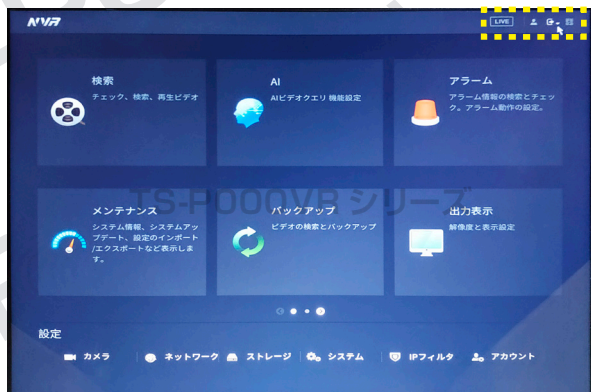 NVR
LIVE
検索
チェック、検索、再生ビデオ
AI
AIビデオクエリ 機能設定
アラーム
アラーム情報の検索とチェッ
ク。アラーム動作の設定。
TS-P000VR シリーズ
メンテナンス
システム情報、システムアッ
プデート、設定のインポート
/エクスポートなど表示しま
す。
バックアップ
ビデオの検索とバックアップ
出力表示
解像度と表示設定
設定
カメラ
ネットワーク
ストレージ
システム
IPフィルタ
アカウント